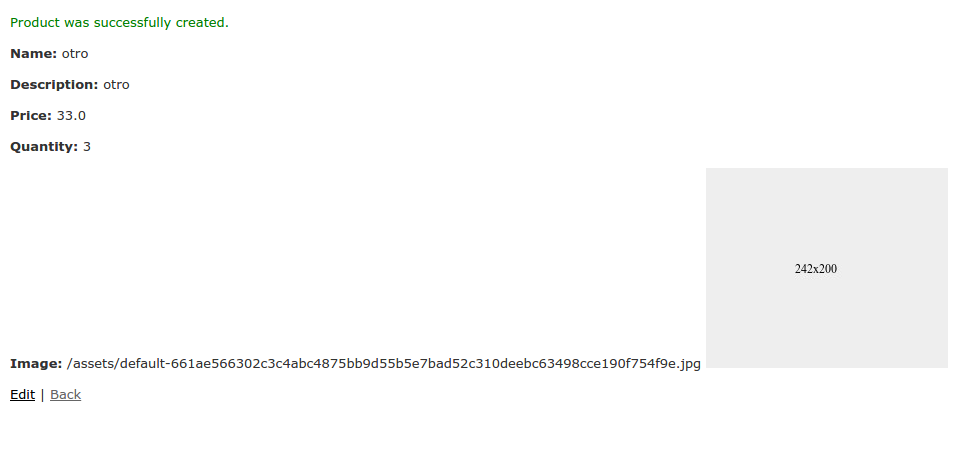 Product was successfully created.
Name: otro
Description: otro
Price: 33.0
Quantity: 3
242x200
Image: /assets/default-661ae566302c3c4abc4875bb9d55b5e7bad52c310deebc63498cce190f754f9e.jpg
Edit | Back